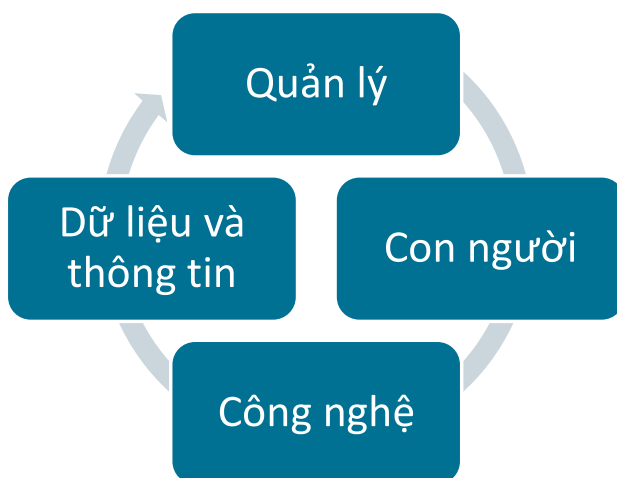 Quản lý
Con người
Công nghệ
Dữ liệu và
thông tin